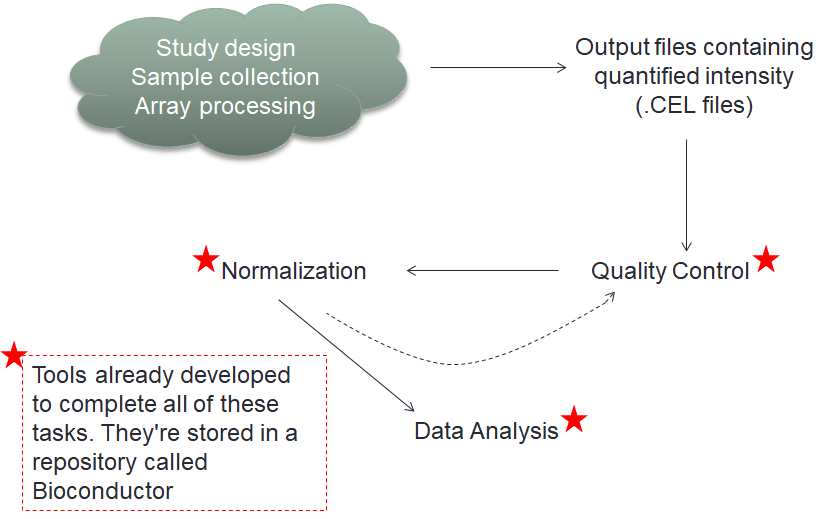 Study design
Sample collection
Array processing
Output files containing
quantified intensity
(.CEL files)
Normalization
Quality Control
Tools already developed
to complete all of these
tasks. They're stored in a
repository called
Bioconductor
Data Analysis